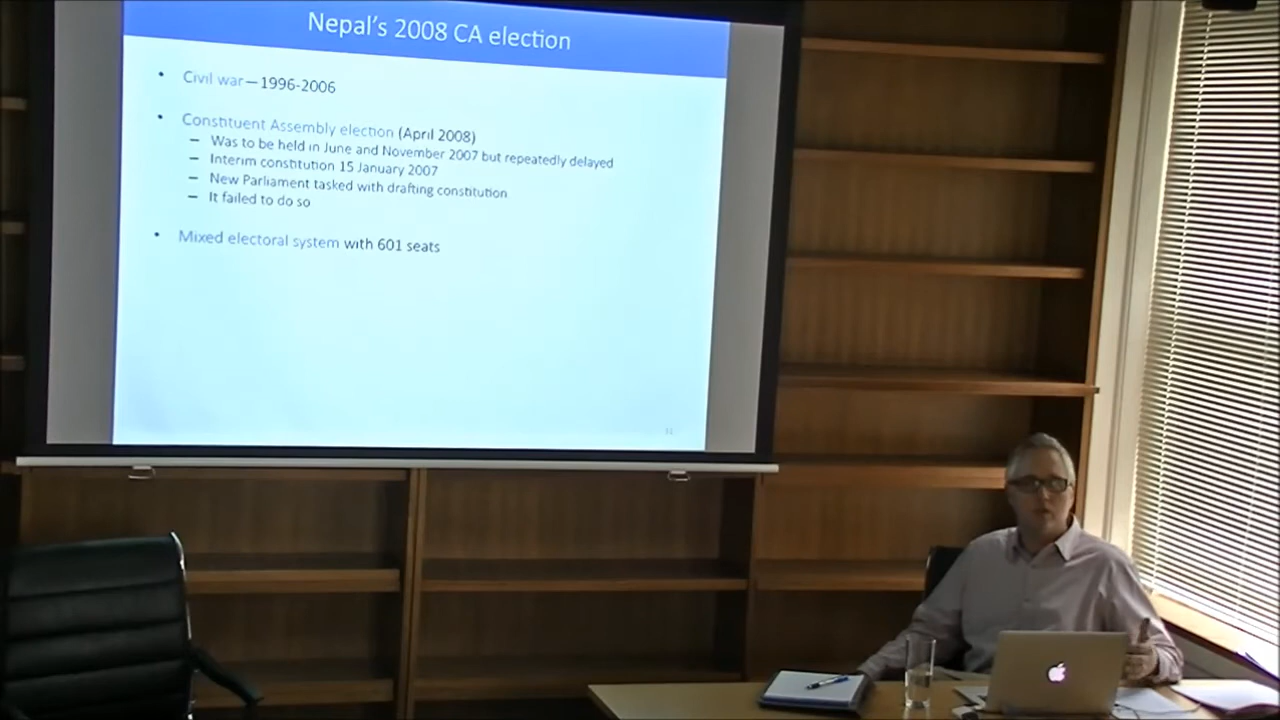 Nepal's 2008 CA election
• Civil war—1996-2006
• Constituent Assembly election (April 2008)
– Was to be held in June and November 2007 but repeatedly delayed
– Interim constitution 15 January 2007
– New Parliament tasked with drafting constitution
– It failed to do so
• Mixed electoral system with 601 seats